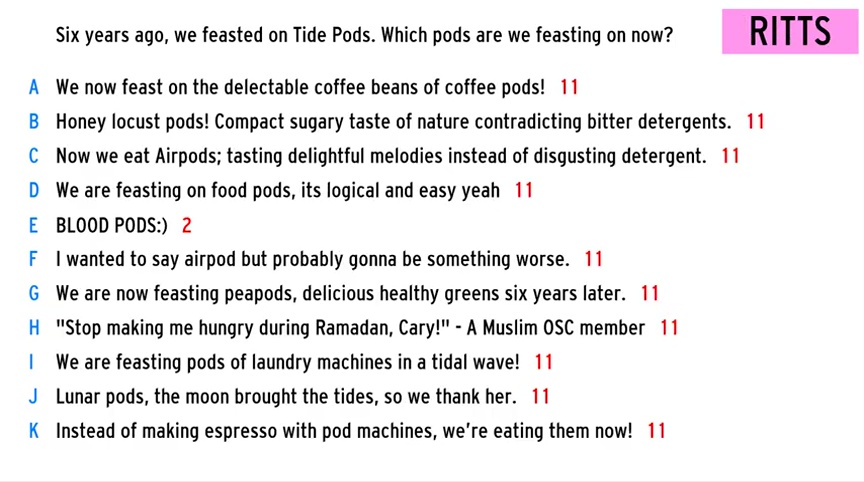 Six years ago, we feasted on Tide Pods. Which pods are we feasting on now?
RITTS
A We now feast on the delectable coffee beans of coffee pods! 11
B Honey locust pods! Compact sugary taste of nature contradicting bitter detergents. 11
C Now we eat Airpods; tasting delightful melodies instead of disgusting detergent. 11
D We are feasting on food pods, its logical and easy yeah 11
E BLOOD PODS:) 2
F I wanted to say airpod but probably gonna be something worse. 11
G We are now feasting peapods, delicious healthy greens six years later. 11
H "Stop making me hungry during Ramadan, Cary!" - A Muslim OSC member 11
I We are feasting pods of laundry machines in a tidal wave! 11
J Lunar pods, the moon brought the tides, so we thank her. 11
K Instead of making espresso with pod machines, we're eating them now! 11